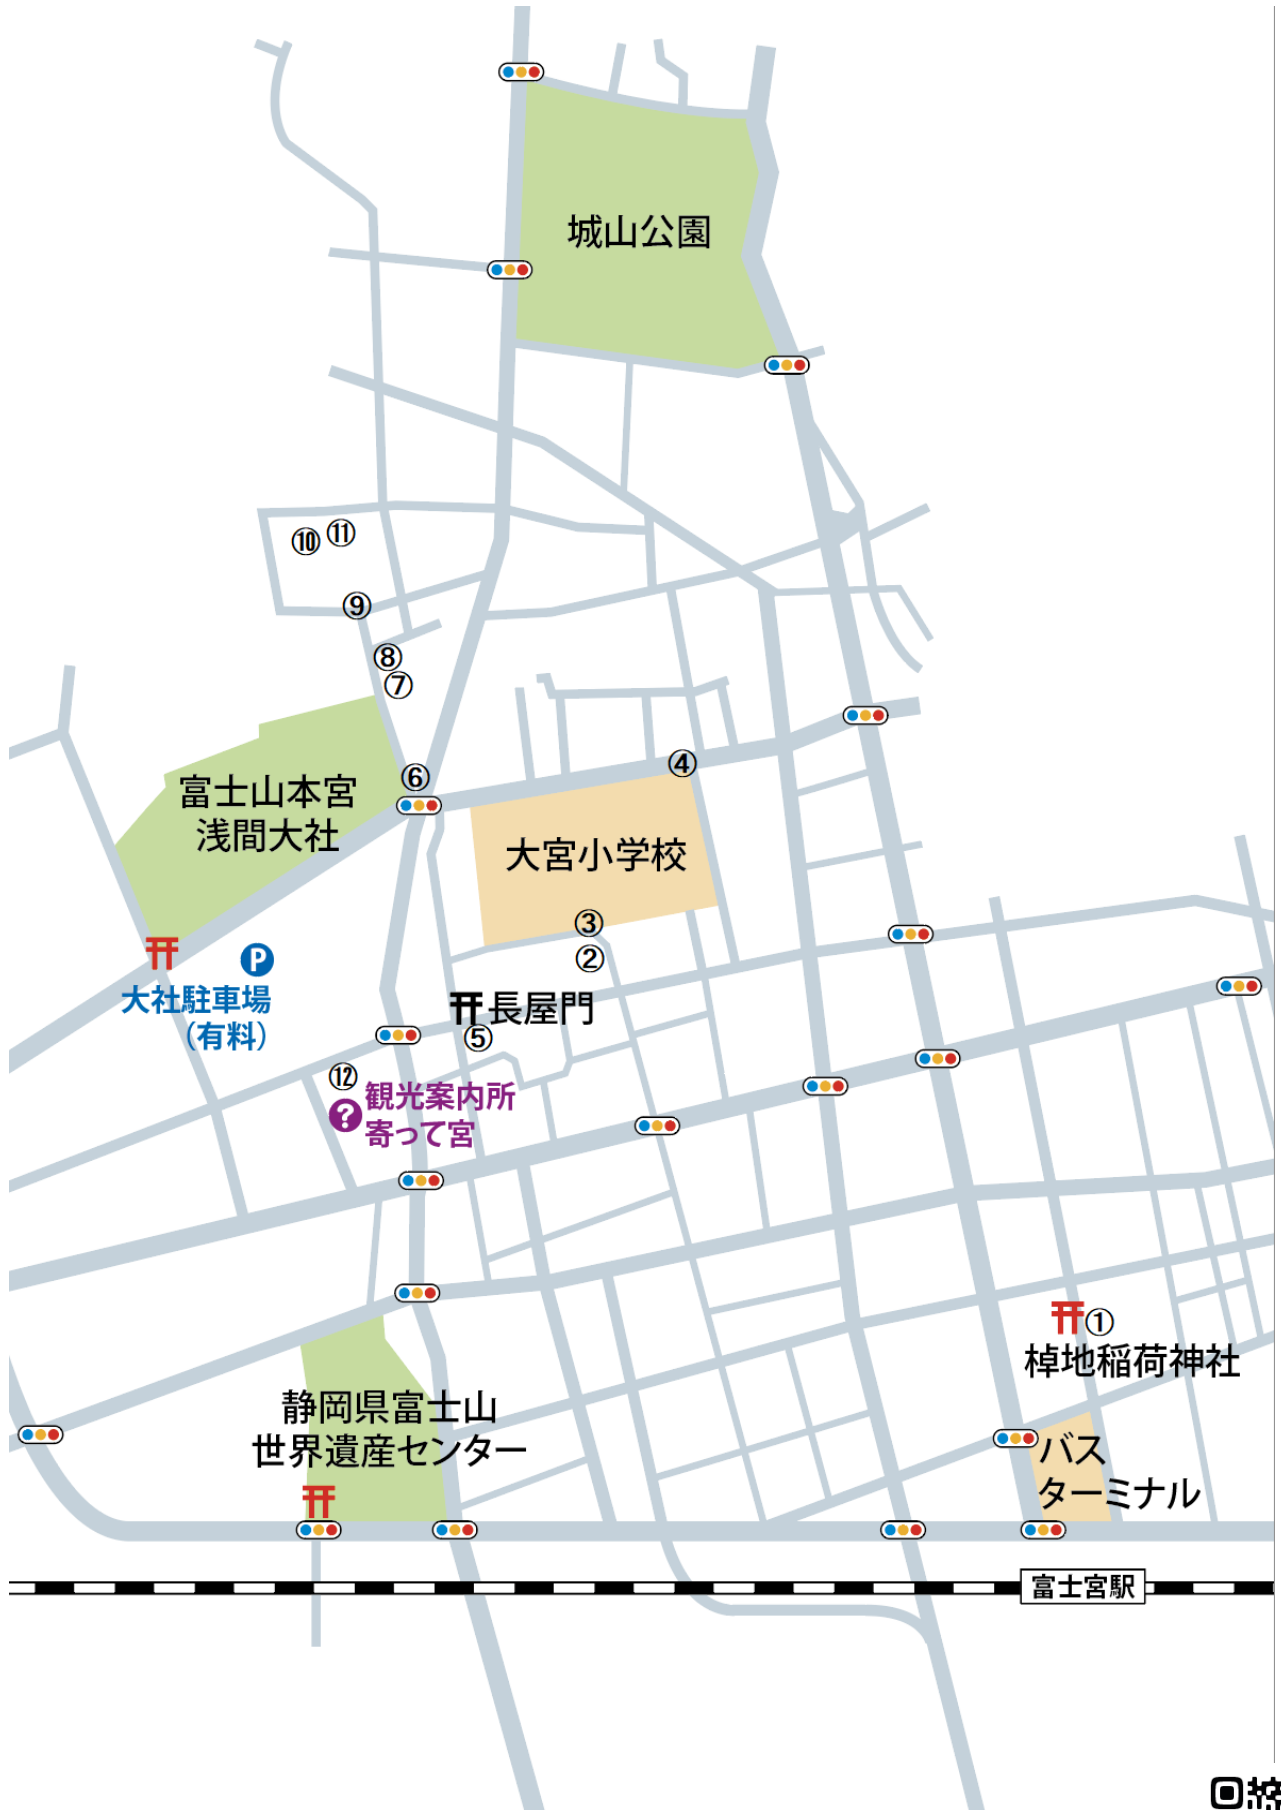 城山公園
⑩
⑪
⑨
⑧
⑦
⑥
④
富士山本宮
浅間大社
大宮小学校
③
②
P
大社駐車場
(有料)
長屋門
⑤
⑫
?
観光案内所
寄って宮
①
棹地稲荷神社
静岡県富士山
世界遺産センター
バス
ターミナル
富士宮駅